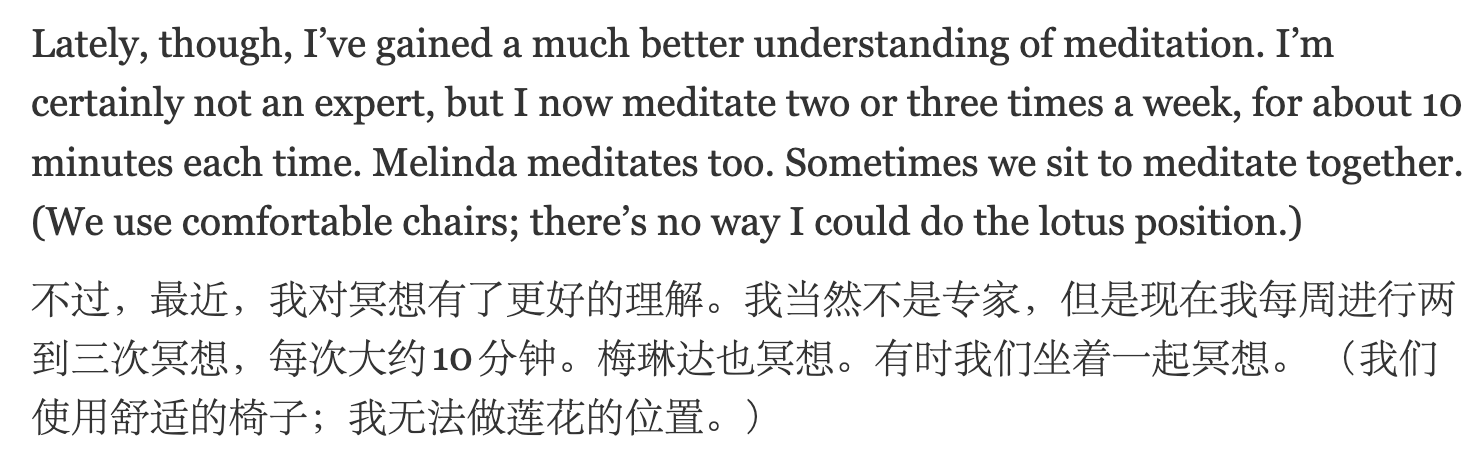 Lately, though, I’ve gained a much better understanding of meditation. I’m
certainly not an expert, but I now meditate two or three times a week, for about 10
minutes each time. Melinda meditates too. Sometimes we sit to meditate together.
(We use comfortable chairs; there’s no way I could do the lotus position.)
不过，最近，我对冥想有了更好的理解。我当然不是专家，但是现在我每周进行两
到三次冥想，每次大约10分钟。梅琳达也冥想。有时我们坐着一起冥想。 （我们
使用舒适的椅子；我无法做莲花的位置。）